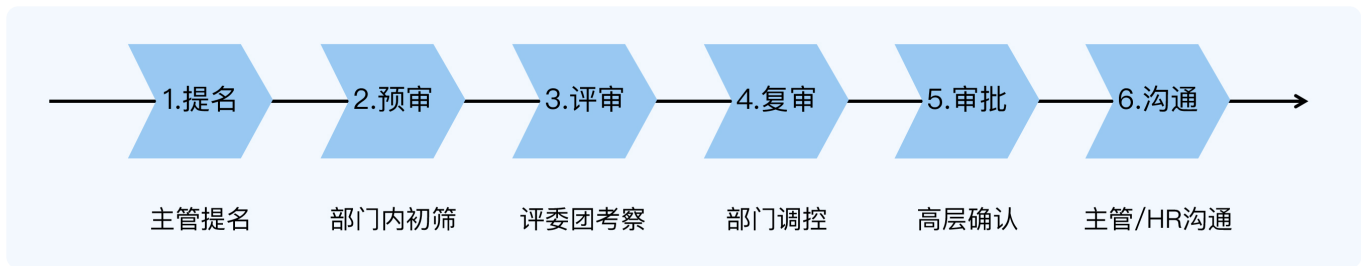 1.提名
2.预审
3.评审
4.复审
5.审批
6.沟通
主管提名
部门内初筛
评委团考察
部门调控
高层确认
主管/HR沟通